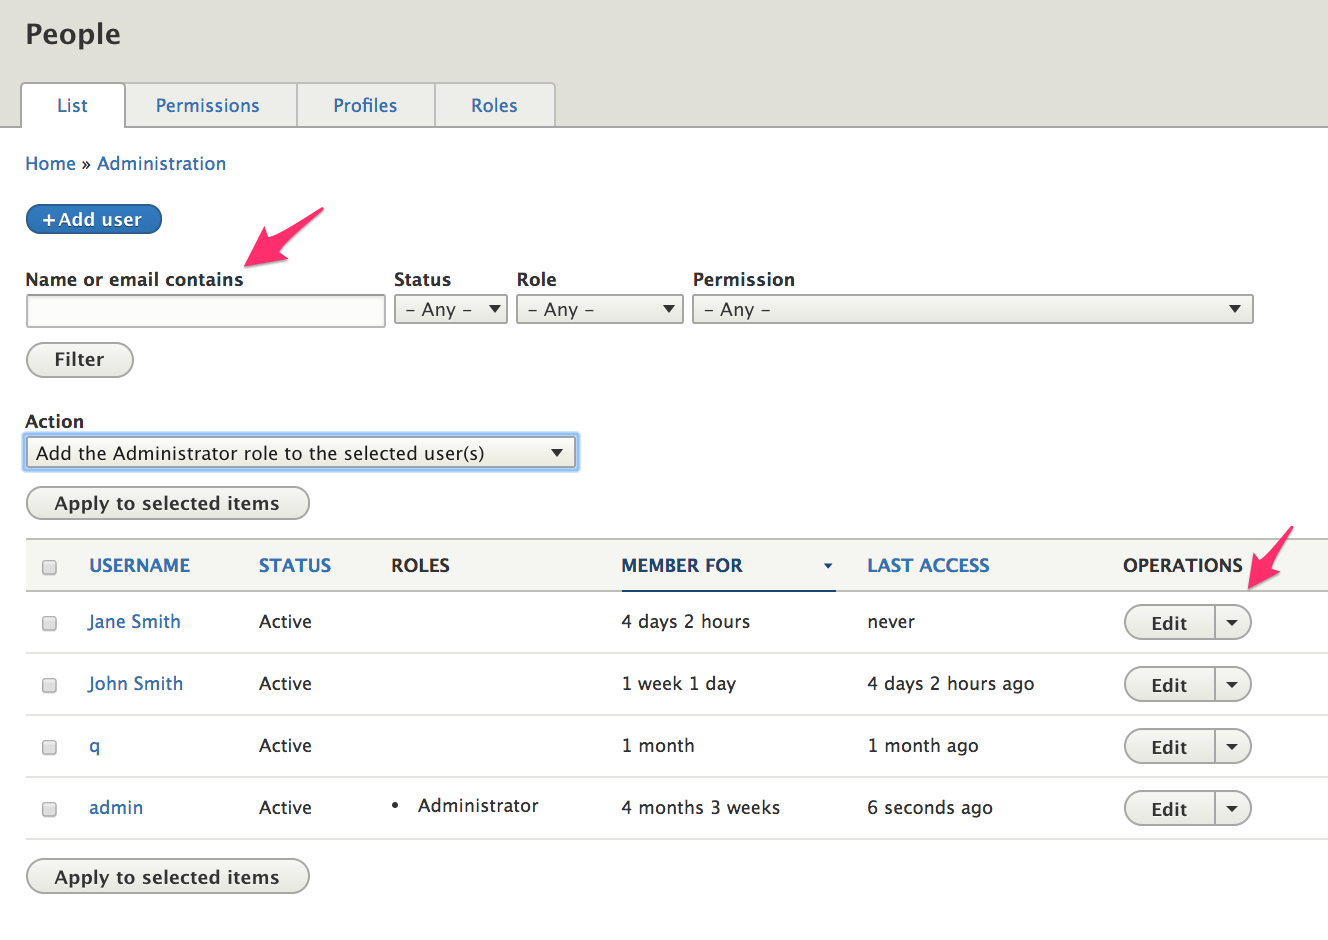 People
List Permissions Profiles Roles
Home » Administration
+Add user
Name or email contains Status Role Permission
– Any – – Any – – Any –
Filter
Action
Add the Administrator role to the selected user(s)
Apply to selected items
USERNAME STATUS ROLES MEMBER FOR LAST ACCESS OPERATIONS
Jane Smith Active 4 days 2 hours never Edit
John Smith Active 1 week 1 day 4 days 2 hours ago Edit
q Active 1 month 1 month ago Edit
admin Active • Administrator 4 months 3 weeks 6 seconds ago Edit
Apply to selected items